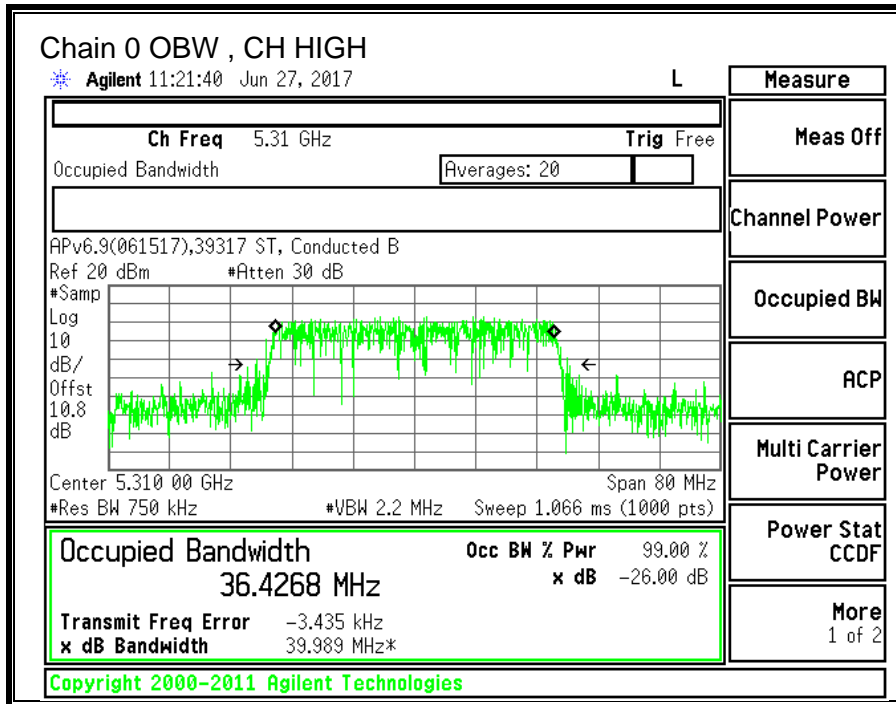 Chain 0 OBW , CH HIGH
Agilent 11:21:40 Jun 27, 2017 L
Measure
Meas Off
Channel Power
Occupied BW
ACP
Multi Carrier
Power
Power Stat
CCDF
More
1 of 2
Ch Freq 5.31 GHz Trig Free
Occupied Bandwidth Averages: 20
APv6.9(061517),39317 ST, Conducted B
Ref 20 dBm #Atten 30 dB
#Samp
Log
10
dB/
Offst
10.8
dB
Center 5.310 00 GHz Span 80 MHz
#Res BW 750 kHz #VBW 2.2 MHz Sweep 1.066 ms (1000 pts)
Occupied Bandwidth Occ BW % Pwr 99.00 %
36.4268 MHz x dB -26.00 dB
Transmit Freq Error -3.435 kHz
x dB Bandwidth 39.989 MHz*
Copyright 2000-2011 Agilent Technologies